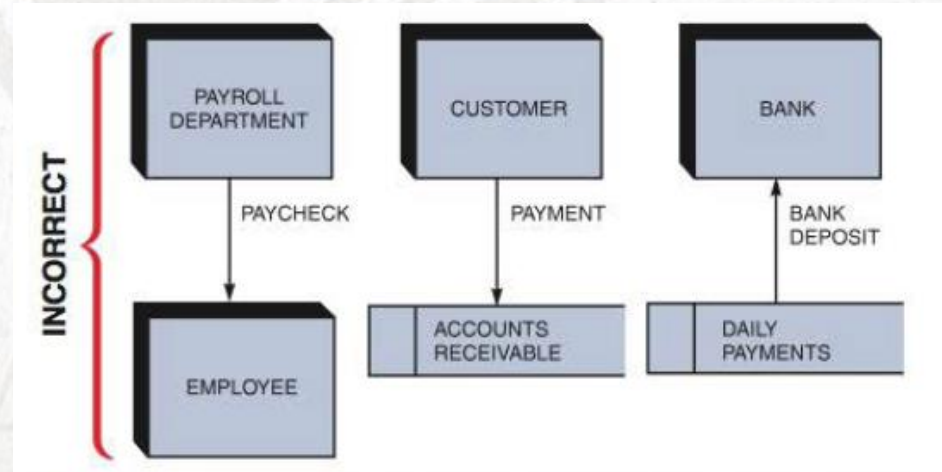 INCORRECT
PAYROLL
DEPARTMENT
PAYCHECK
EMPLOYEE
CUSTOMER
PAYMENT
ACCOUNTS
RECEIVABLE
BANK
BANK
DEPOSIT
DAILY
PAYMENTS